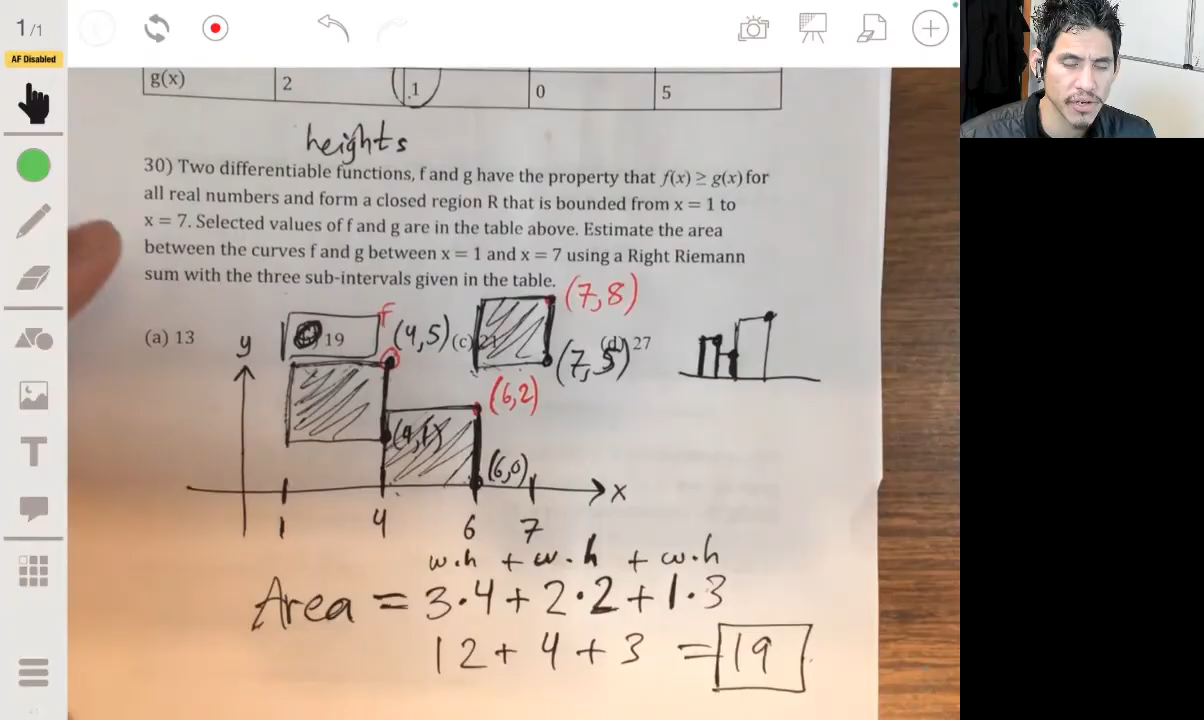 1/1
AF Disabled
g(x) 2 1 0 5
heights
30) Two differentiable functions, f and g have the property that f(x) ≥ g(x) for
all real numbers and form a closed region R that is bounded from x = 1 to
x = 7. Selected values of f and g are in the table above. Estimate the area
between the curves f and g between x = 1 and x = 7 using a Right Riemann
sum with the three sub-intervals given in the table.
(7,8)
f
(a) 13 19 (4,5) (c) 21 (7,5) (d) 27
y
(6,2)
(4,1)
(6,0)
x
1 4 6 7
w.h + w.h + w.h
Area = 3·4 + 2·2 + 1·3
12 + 4 + 3 = 19
T